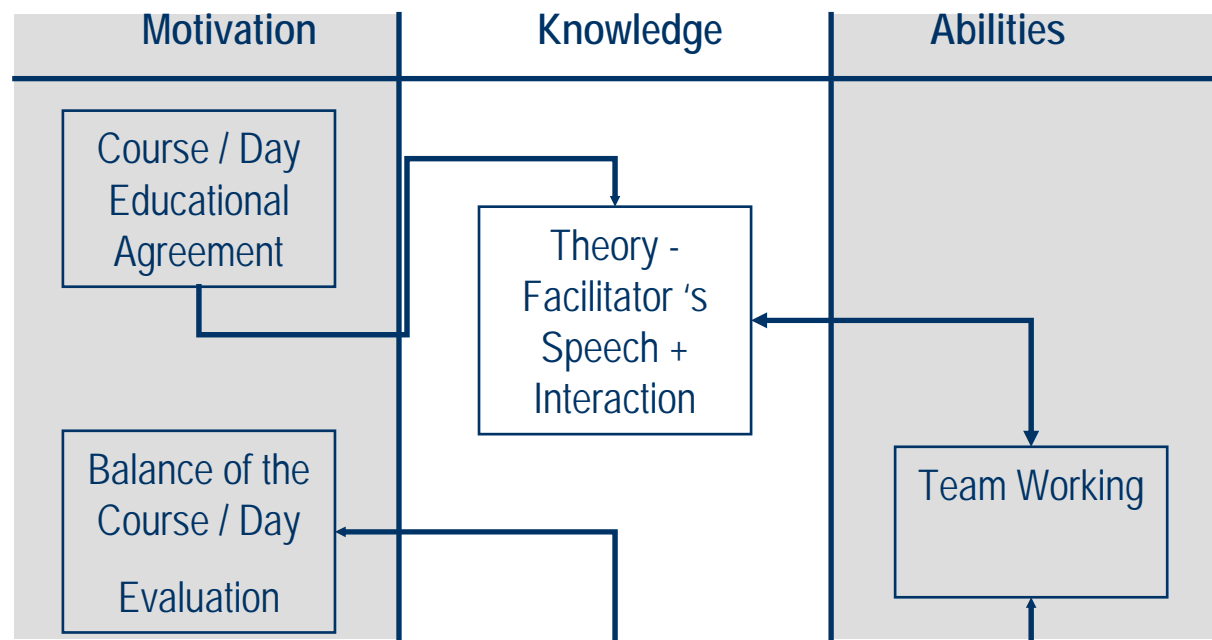 Motivation
Knowledge
Abilities
Course / Day
Educational
Agreement
Theory -
Facilitator ‘s
Speech +
Interaction
Balance of the
Course / Day
Evaluation
Team Working